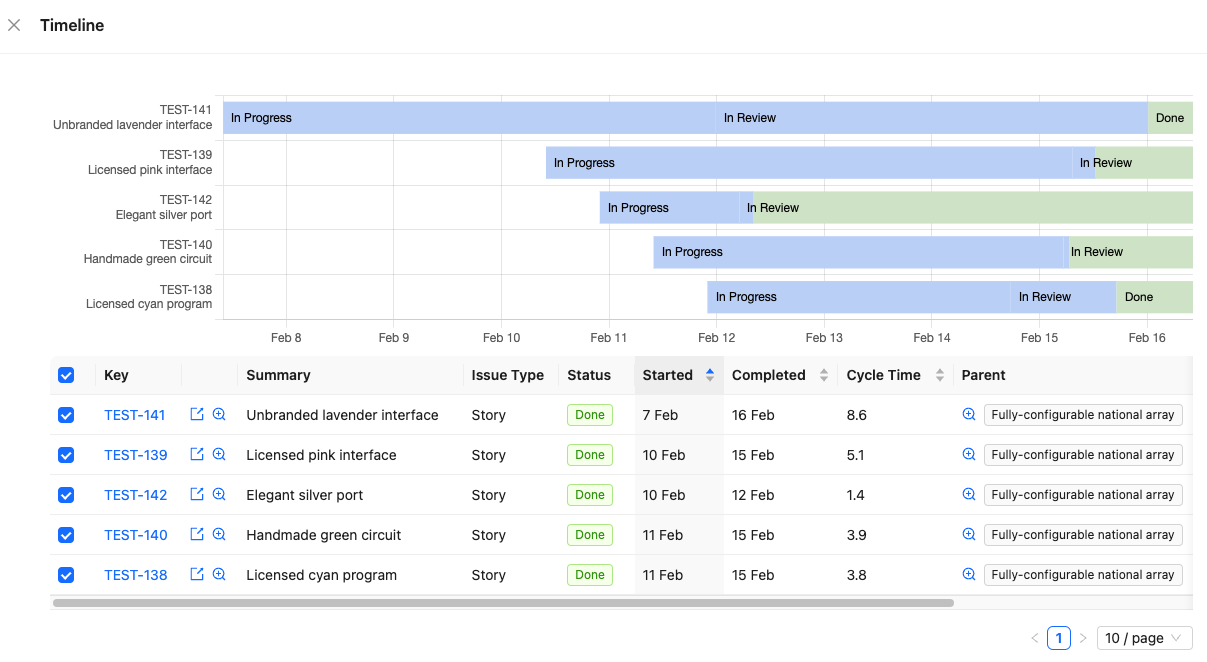 Timeline
TEST-141
Unbranded lavender interface
In Progress In Review Done
TEST-139
Licensed pink interface
In Progress In Review
TEST-142
Elegant silver port
In Progress In Review
TEST-140
Handmade green circuit
In Progress In Review
TEST-138
Licensed cyan program
In Progress In Review Done
Feb 8 Feb 9 Feb 10 Feb 11 Feb 12 Feb 13 Feb 14 Feb 15 Feb 16
Key Summary Issue Type Status Started Completed Cycle Time Parent
TEST-141 Unbranded lavender interface Story Done 7 Feb 16 Feb 8.6 Fully-configurable national array
TEST-139 Licensed pink interface Story Done 10 Feb 15 Feb 5.1 Fully-configurable national array
TEST-142 Elegant silver port Story Done 10 Feb 12 Feb 1.4 Fully-configurable national array
TEST-140 Handmade green circuit Story Done 11 Feb 15 Feb 3.9 Fully-configurable national array
TEST-138 Licensed cyan program Story Done 11 Feb 15 Feb 3.8 Fully-configurable national array
1 10 / page